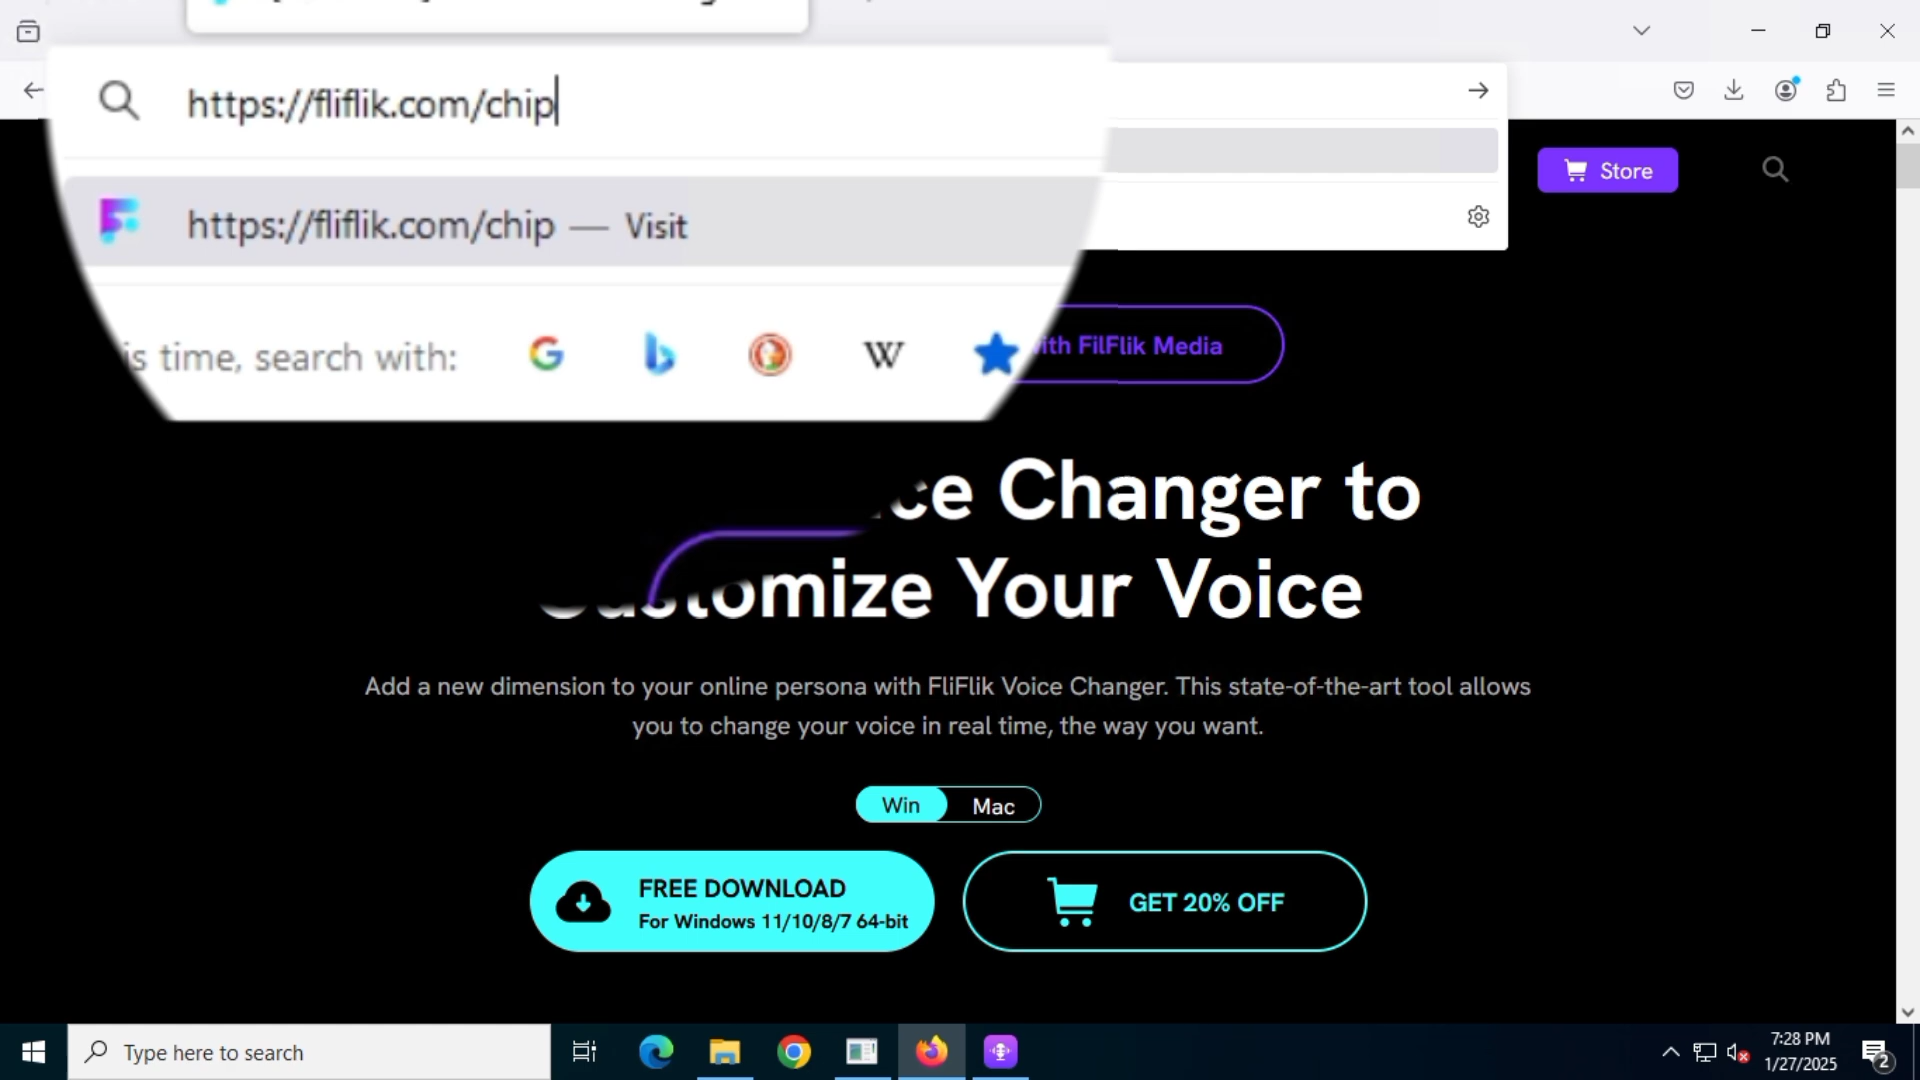 https://fliflik.com/chip
https://fliflik.com/chip — Visit
is time, search with:
W
Store
ith FilFlik Media
ce Changer to
Customize Your Voice
Add a new dimension to your online persona with FliFlik Voice Changer. This state-of-the-art tool allows
you to change your voice in real time, the way you want.
Win Mac
FREE DOWNLOAD
For Windows 11/10/8/7 64-bit
GET 20% OFF
Type here to search
7:28 PM
1/27/2025
2